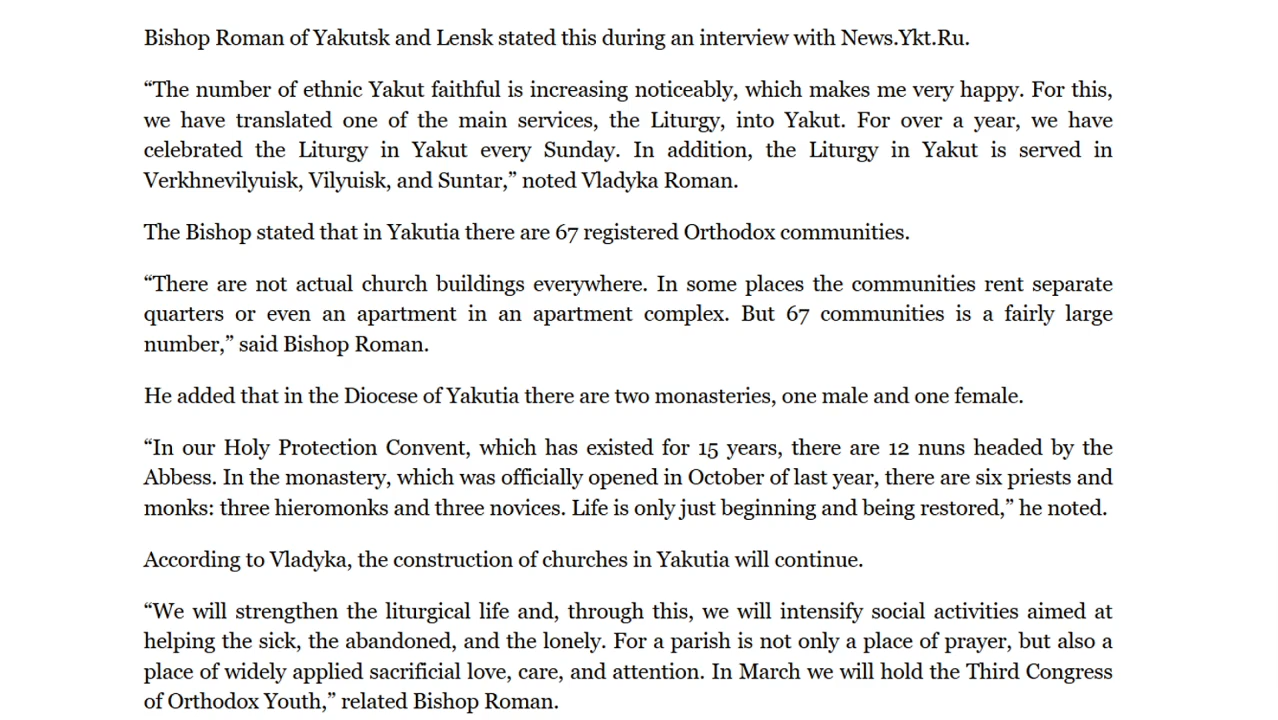 Bishop Roman of Yakutsk and Lensk stated this during an interview with News.Ykt.Ru.
“The number of ethnic Yakut faithful is increasing noticeably, which makes me very happy. For this,
we have translated one of the main services, the Liturgy, into Yakut. For over a year, we have
celebrated the Liturgy in Yakut every Sunday. In addition, the Liturgy in Yakut is served in
Verkhnevilyuisk, Vilyuisk, and Suntar,” noted Vladyka Roman.
The Bishop stated that in Yakutia there are 67 registered Orthodox communities.
“There are not actual church buildings everywhere. In some places the communities rent separate
quarters or even an apartment in an apartment complex. But 67 communities is a fairly large
number,” said Bishop Roman.
He added that in the Diocese of Yakutia there are two monasteries, one male and one female.
“In our Holy Protection Convent, which has existed for 15 years, there are 12 nuns headed by the
Abbess. In the monastery, which was officially opened in October of last year, there are six priests and
monks: three hieromonks and three novices. Life is only just beginning and being restored,” he noted.
According to Vladyka, the construction of churches in Yakutia will continue.
“We will strengthen the liturgical life and, through this, we will intensify social activities aimed at
helping the sick, the abandoned, and the lonely. For a parish is not only a place of prayer, but also a
place of widely applied sacrificial love, care, and attention. In March we will hold the Third Congress
of Orthodox Youth,” related Bishop Roman.